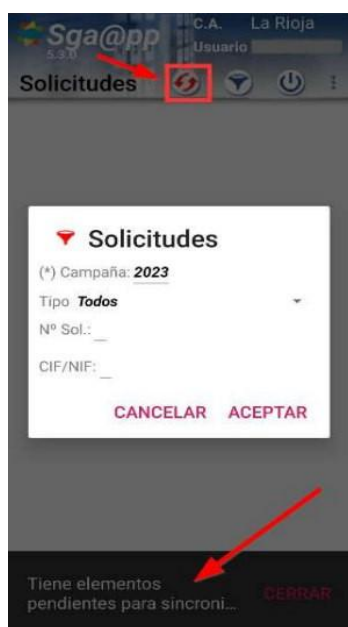 Sga@pp
5.3.0
C.A. La Rioja
Usuario
Solicitudes
Solicitudes
(*) Campaña: 2023
Tipo Todos
Nº Sol.:
CIF/NIF:
CANCELAR ACEPTAR
Tiene elementos
pendientes para sincroni...
CERRAR